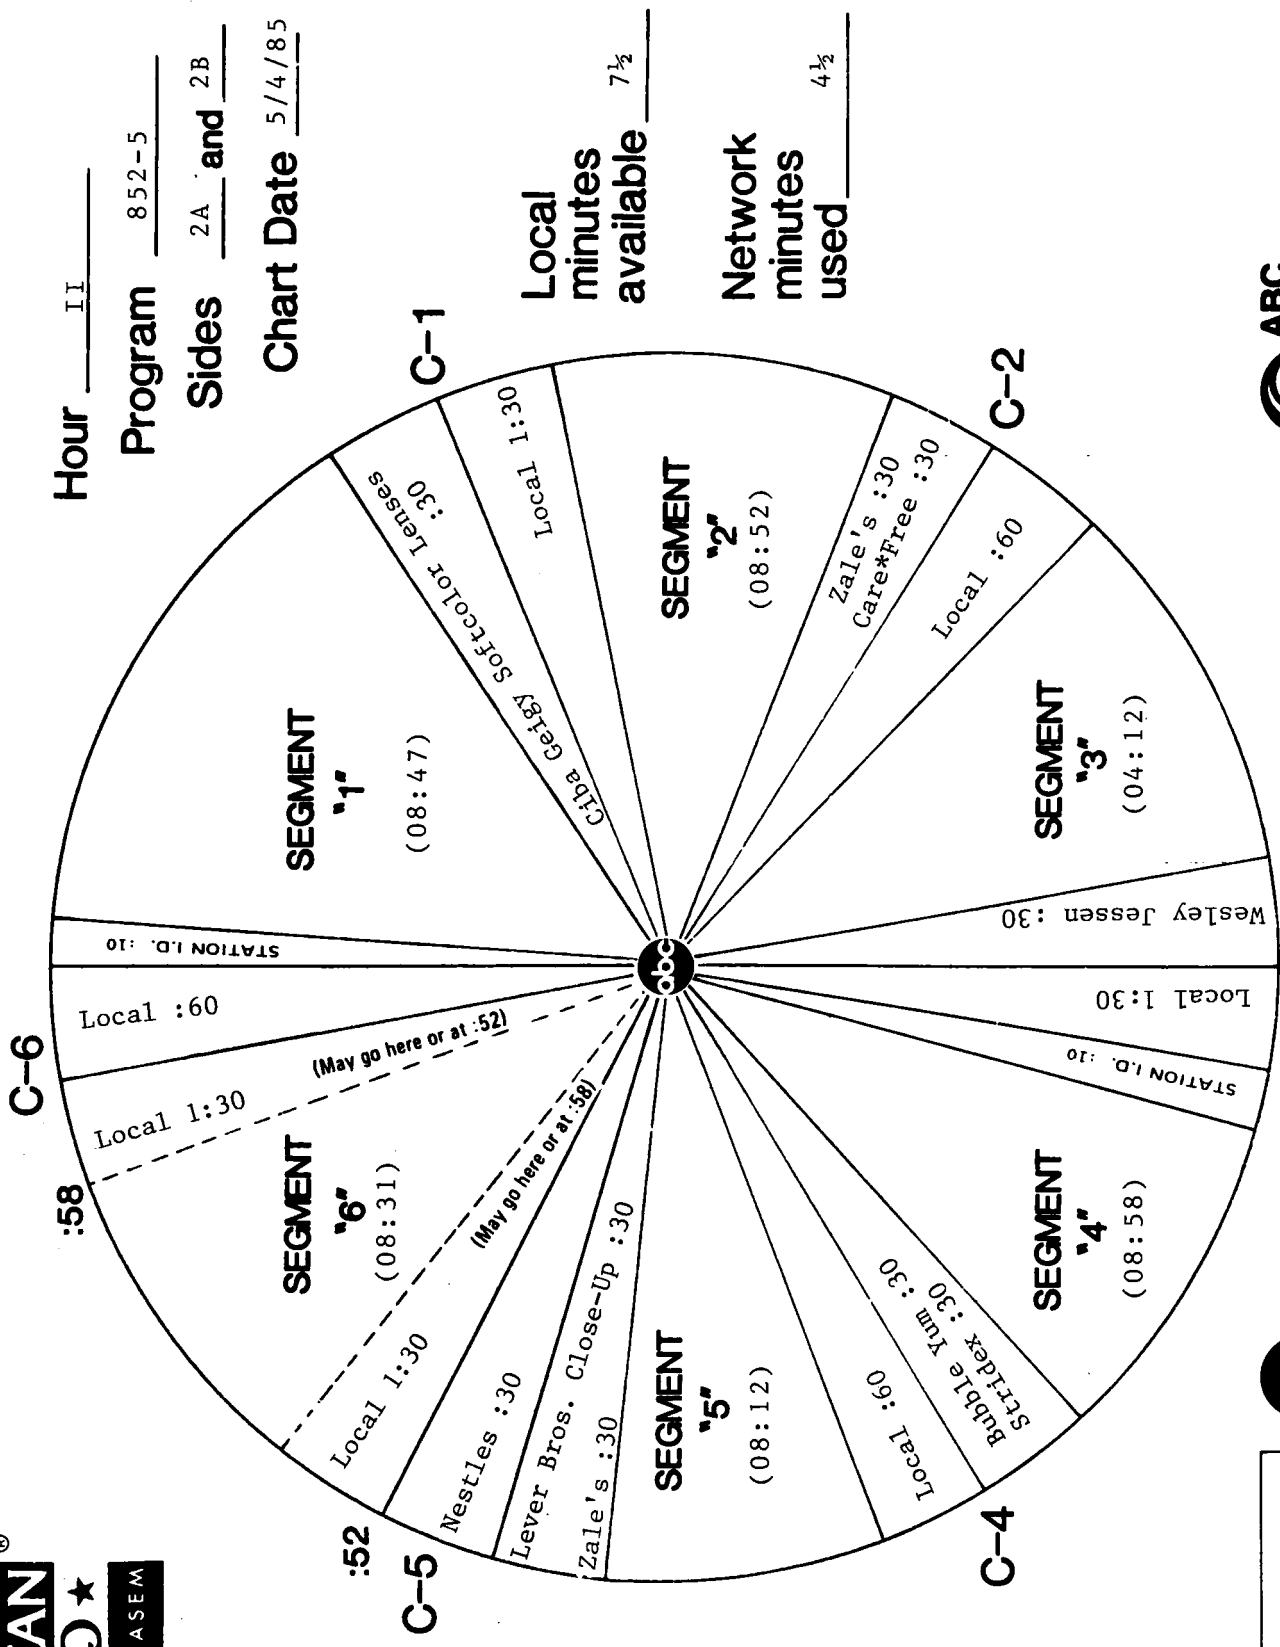 Hour II
Program 852-5
Sides 2A and 2B
Chart Date 5/4/85
Local
minutes
available 7½
Network
minutes
used 4½
STATION I.D. :10
SEGMENT
"1"
(08:47)
Ciba Geigy Softcolor Lenses
:30
C-1
Local 1:30
SEGMENT
"2"
(08:52)
Zale's :30
Care*Free :30
C-2
Local :60
SEGMENT
"3"
(04:12)
Wesley Jessen :30
Local 1:30
STATION I.D. :10
SEGMENT
"4"
(08:58)
Stridex :30
Bubble Yum :30
C-4
Local :60
SEGMENT
"5"
(08:12)
Zale's :30
Lever Bros. Close-Up :30
Nestles :30
C-5
:52
Local 1:30
(May go here or at :58)
SEGMENT
"6"
(08:31)
:58
(May go here or at :52)
Local 1:30
C-6
Local :60
abc
ABC
®
ASEM